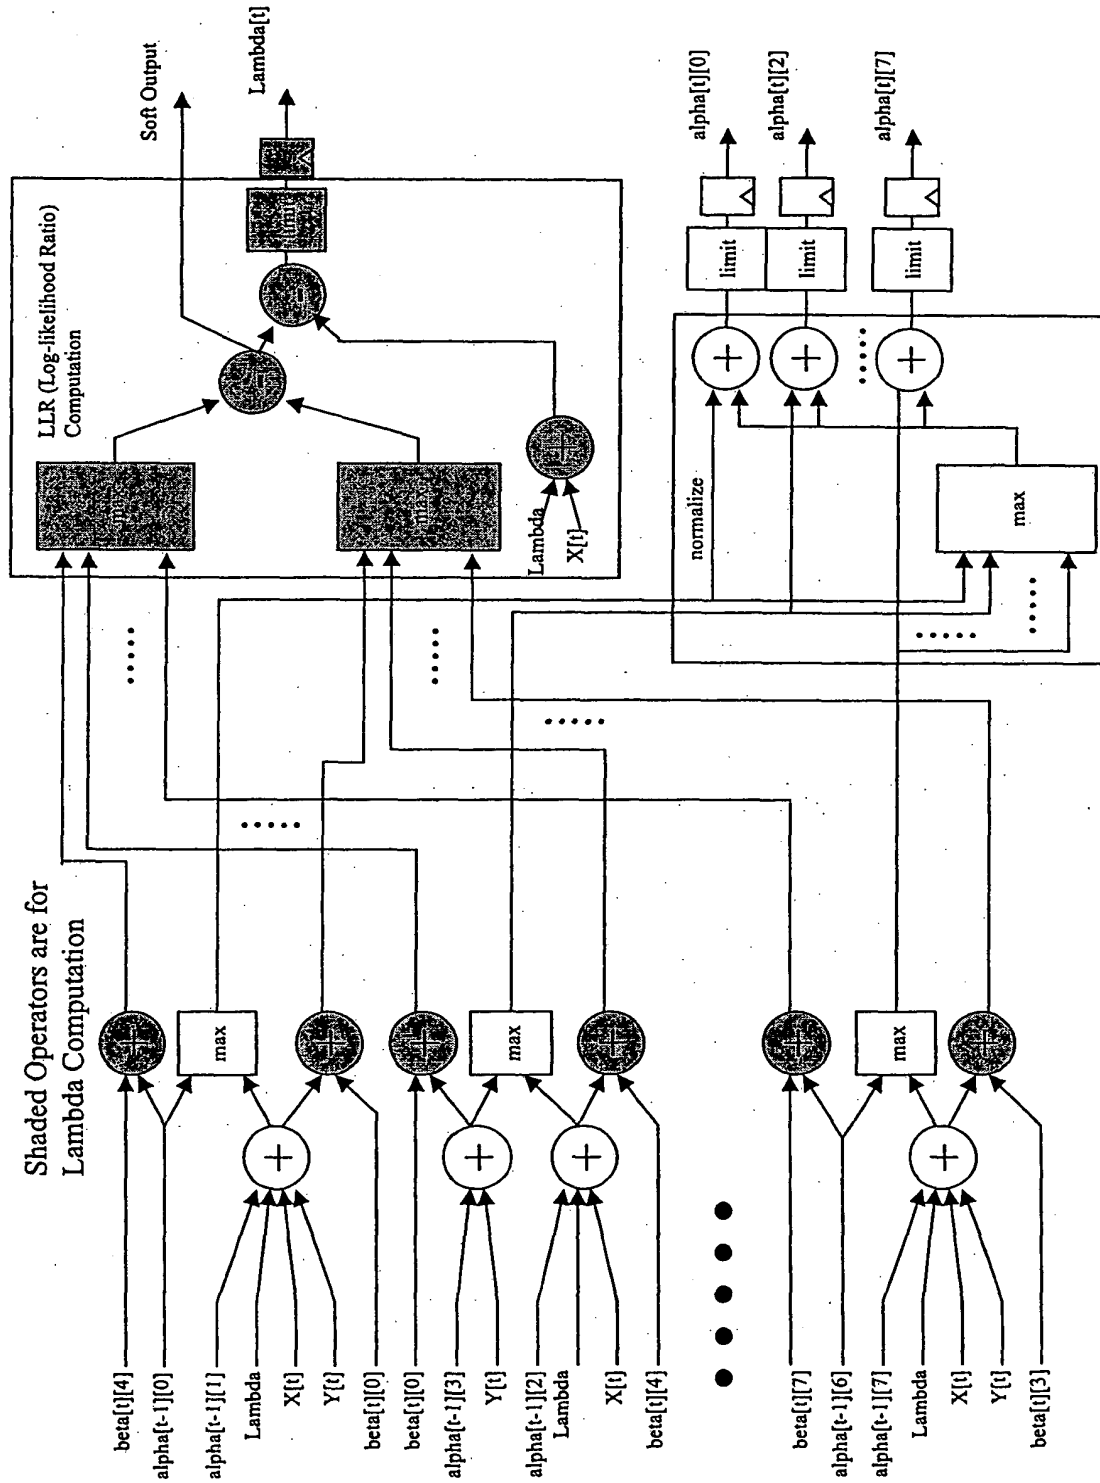 Shaded Operators are for
Lambda Computation
beta[t][4]
alpha[t-1][0]
alpha[t-1][1]
Lambda
X[t]
Y[t]
beta[t][0]
beta[t][0]
alpha[t-1][3]
Y[t]
alpha[t-1][2]
Lambda
X[t]
beta[t][4]
beta[t][7]
alpha[t-1][6]
alpha[t-1][7]
Lambda
X[t]
Y[t]
beta[t][3]
+
max
+
+
+
max
+
+
+
+
max
+
+
LLR (Log-likelihood Ratio)
Computation
max
max
Lambda
X[t]
+
-
-
limit
Soft Output
Lambda[t]
normalize
max
+
+
+
limit
limit
limit
alpha[t][0]
alpha[t][2]
alpha[t][7]